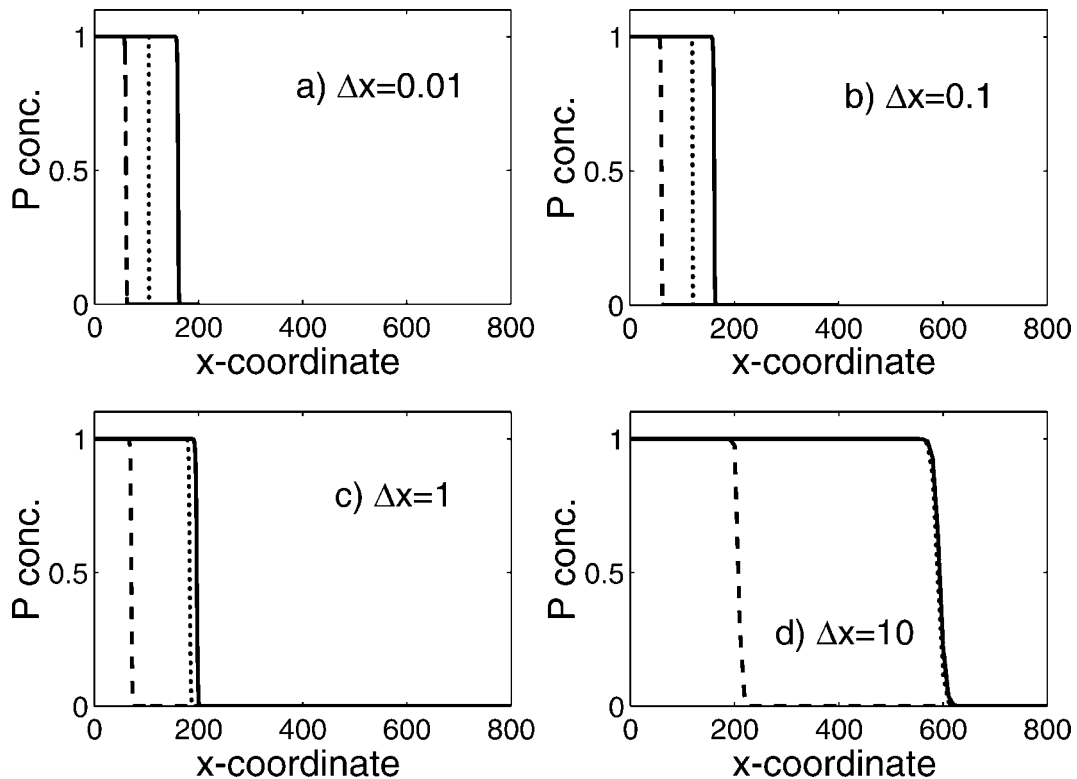 a) Δx=0.01
P conc.
1
0.5
0
0 200 400 600 800
x-coordinate
b) Δx=0.1
P conc.
1
0.5
0
0 200 400 600 800
x-coordinate
c) Δx=1
P conc.
1
0.5
0
0 200 400 600 800
x-coordinate
d) Δx=10
P conc.
1
0.5
0
0 200 400 600 800
x-coordinate